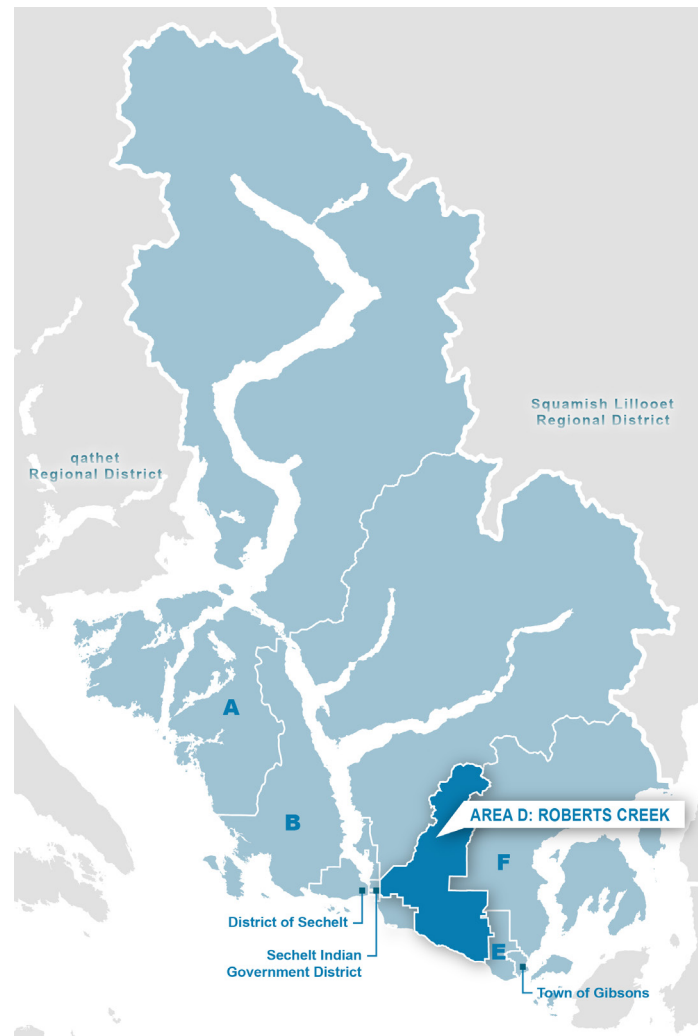 Squamish Lillooet
Regional District
qathet
Regional District
A
B
AREA D: ROBERTS CREEK
F
District of Sechelt
Sechelt Indian
Government District
E
Town of Gibsons